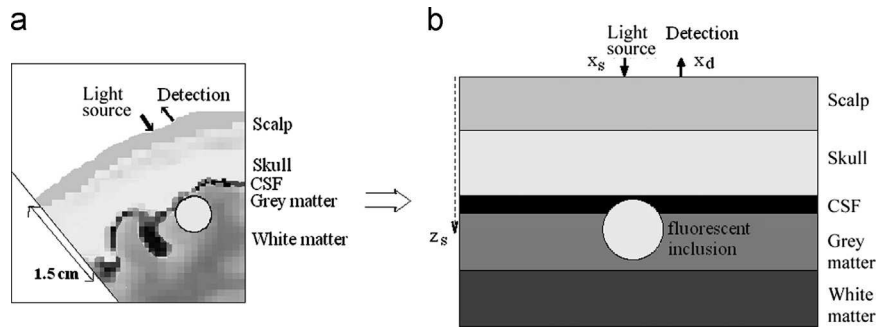 a
Light
source
Detection
Scalp
Skull
CSF
Grey matter
White matter
1.5 cm
b
Light
source
Detection
xs
xd
Scalp
Skull
CSF
zs
fluorescent
inclusion
Grey
matter
White
matter